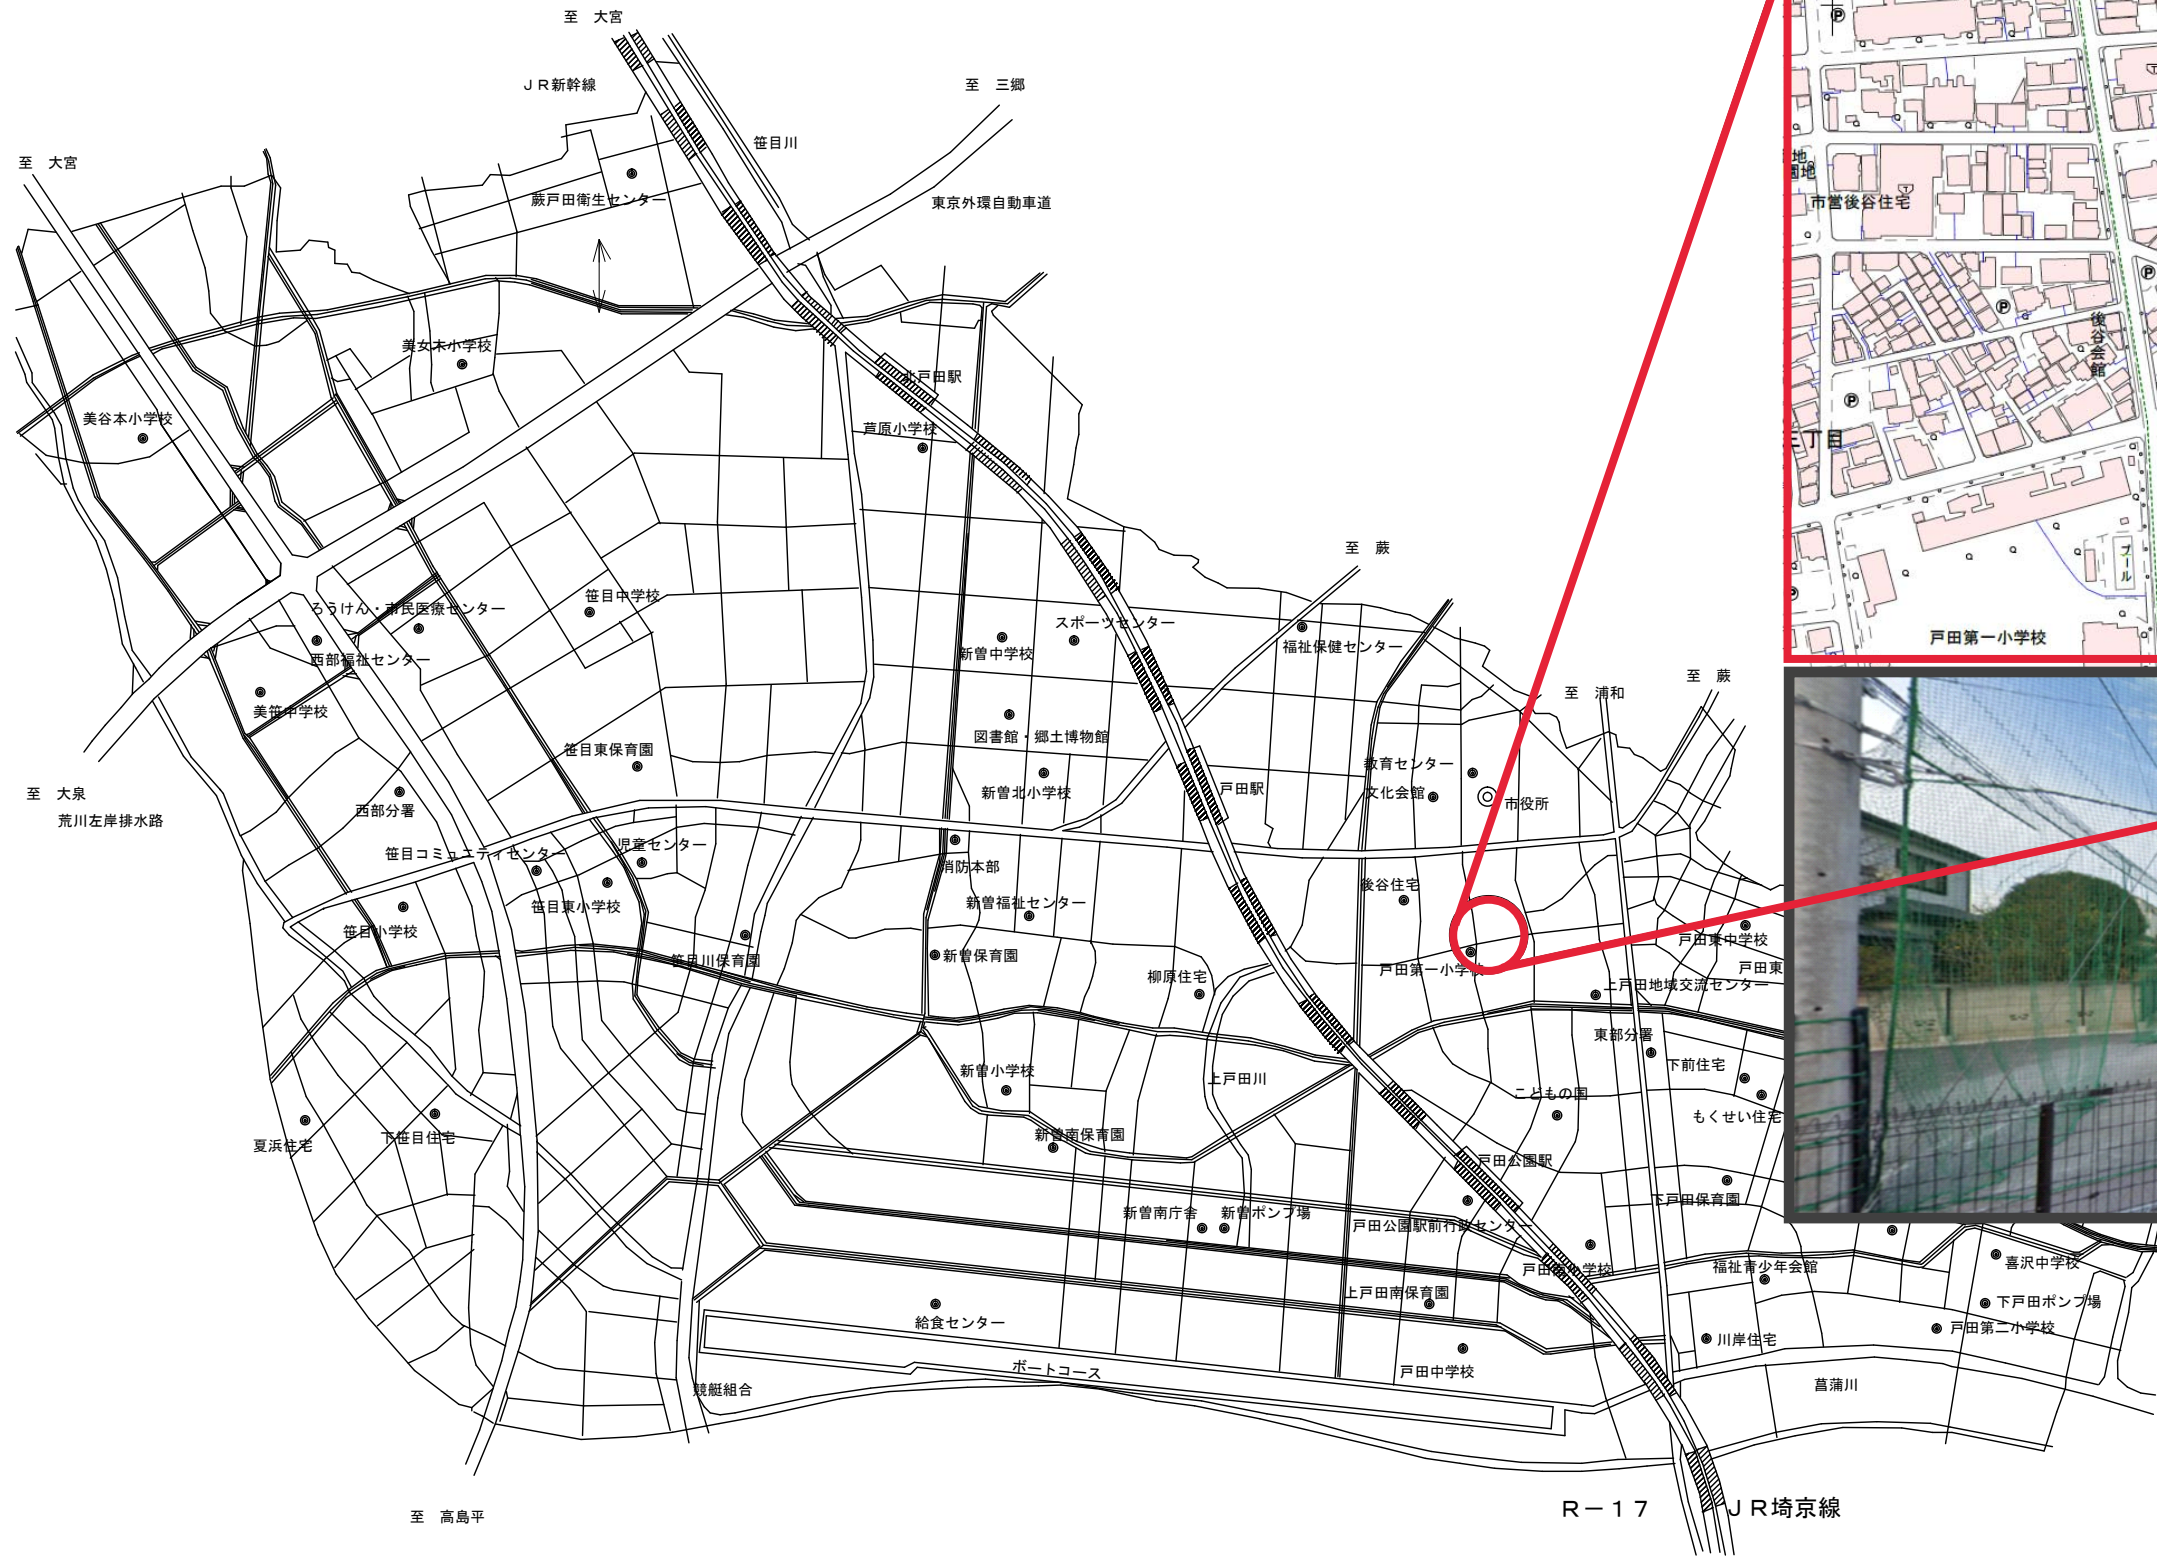 至　大宮
ＪＲ新幹線
至　三郷
笹目川
至　大宮
蕨戸田衛生センター
東京外環自動車道
美女木小学校
北戸田駅
美谷本小学校
芦原小学校
至　蕨
ろうけん・市民医療センター
笹目中学校
スポーツセンター
新曽中学校
福祉保健センター
西部福祉センター
至　蕨
至　浦和
美笹中学校
図書館・郷土博物館
笹目東保育園
教育センター
至　大泉
新曽北小学校
戸田駅
文化会館
市役所
荒川左岸排水路
西部分署
笹目コミュニティセンター
児童センター
消防本部
後谷住宅
新曽福祉センター
笹目東小学校
笹目小学校
戸田東中学校
笹目川保育園
新曽保育園
戸田第一小学校
戸田東
柳原住宅
上戸田地域交流センター
東部分署
下前住宅
新曽小学校
上戸田川
こどもの国
もくせい住宅
夏浜住宅
下笹目住宅
新曽南保育園
戸田公園駅
下戸田保育園
新曽南庁舎
新曽ポンプ場
戸田公園駅前行政センター
戸田南小学校
福祉青少年会館
喜沢中学校
上戸田南保育園
下戸田ポンプ場
給食センター
川岸住宅
戸田第二小学校
ボートコース
戸田中学校
競艇組合
菖蒲川
至　高島平
Ｒ－１７
ＪＲ埼京線
市営後谷住宅
後谷会館
三丁目
プール
戸田第一小学校